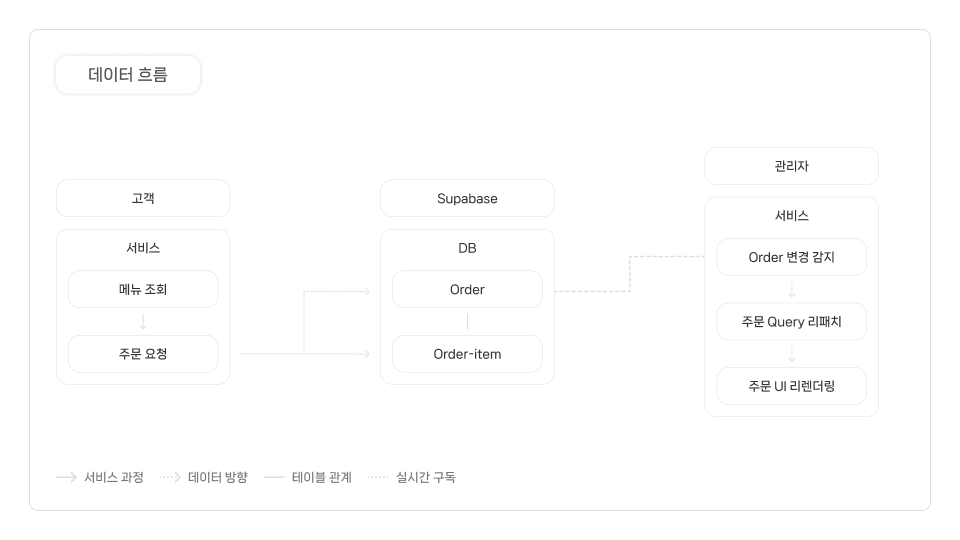 데이터 흐름
고객
서비스
메뉴 조회
주문 요청
Supabase
DB
Order
Order-item
관리자
서비스
Order 변경 감지
주문 Query 리패치
주문 UI 리렌더링
서비스 과정
데이터 방향
테이블 관계
실시간 구독